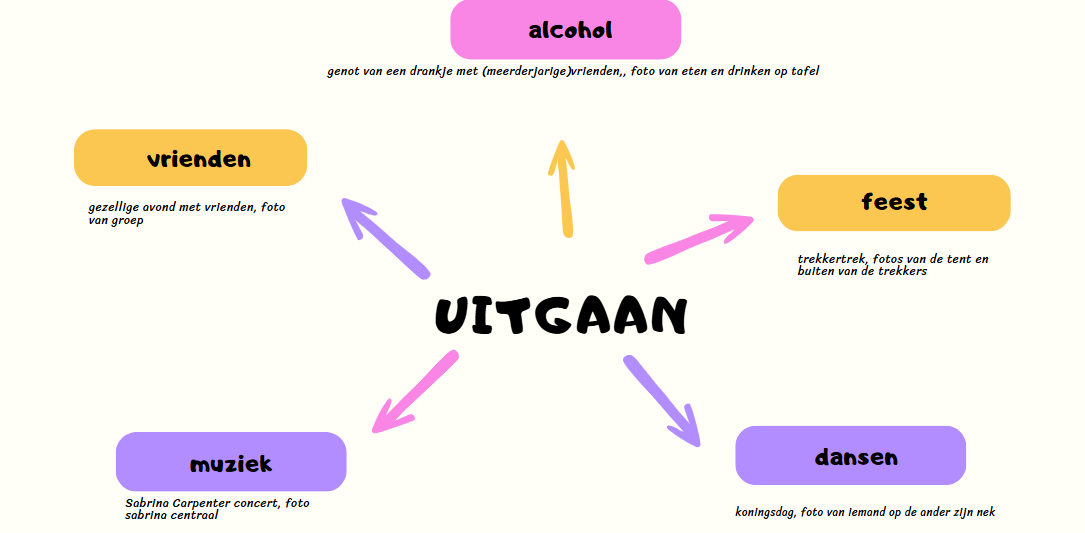 alcohol
genot van een drankje met (meerderjarige)vrienden,, foto van eten en drinken op tafel
vrienden
gezellige avond met vrienden, foto
van groep
feest
trekkertrek, fotos van de tent en
buiten van de trekkers
UITGAAN
muziek
Sabrina Carpenter concert, foto
sabrina centraal
dansen
koningsdag, foto van iemand op de ander zijn nek